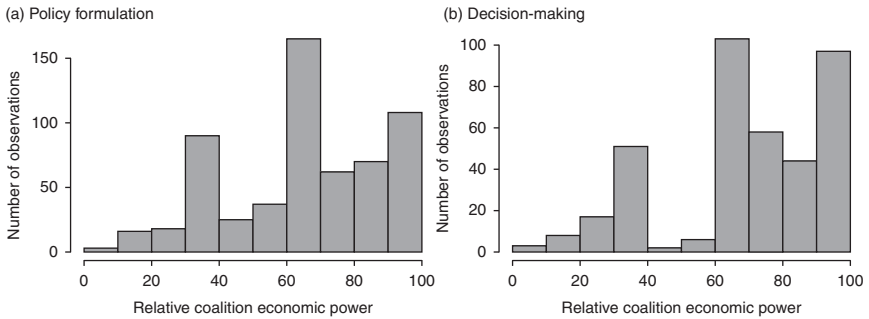 (a) Policy formulation
Number of observations
150
100
50
0
0 20 40 60 80 100
Relative coalition economic power
(b) Decision-making
Number of observations
100
80
60
40
20
0
0 20 40 60 80 100
Relative coalition economic power